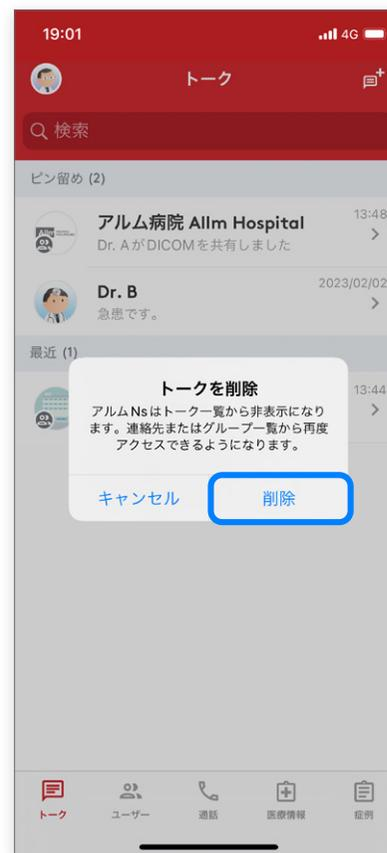 19:01
4G
トーク
検索
ピン留め (2)
アルム病院 Allm Hospital
13:48
Dr. AがDICOMを共有しました
Dr. B
2023/02/02
急患です。
最近 (1)
13:44
トークを削除
アルムNsはトーク一覧から非表示になり
ます。連絡先またはグループ一覧から再度
アクセスできるようになります。
キャンセル
削除
トーク
ユーザー
通話
医療情報
症例